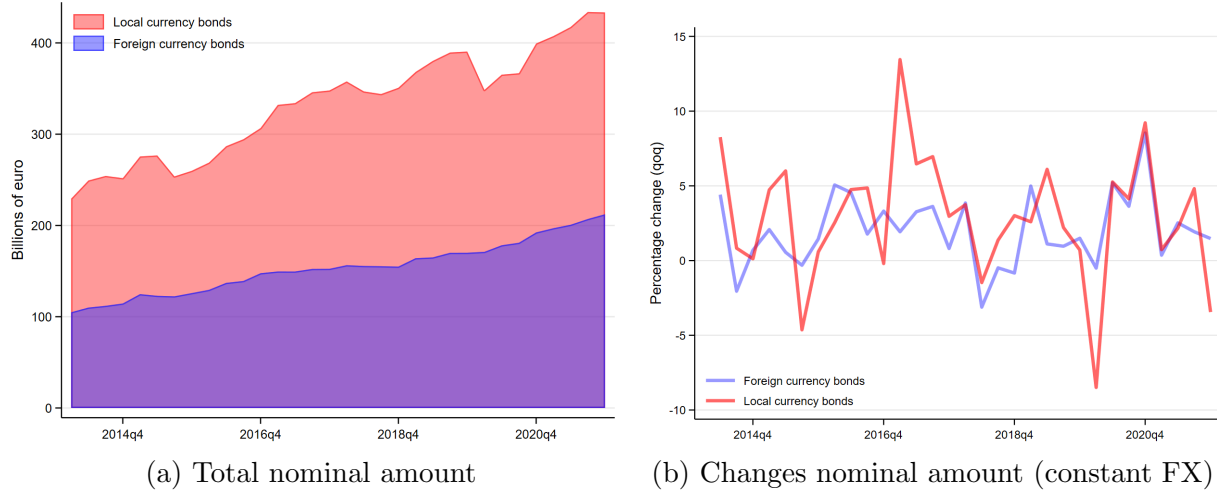 Local currency bonds
Foreign currency bonds
Billions of euro
400
300
200
100
0
2014q4 2016q4 2018q4 2020q4
(a) Total nominal amount
Percentage change (qoq)
15
10
5
0
-5
-10
Foreign currency bonds
Local currency bonds
2014q4 2016q4 2018q4 2020q4
(b) Changes nominal amount (constant FX)